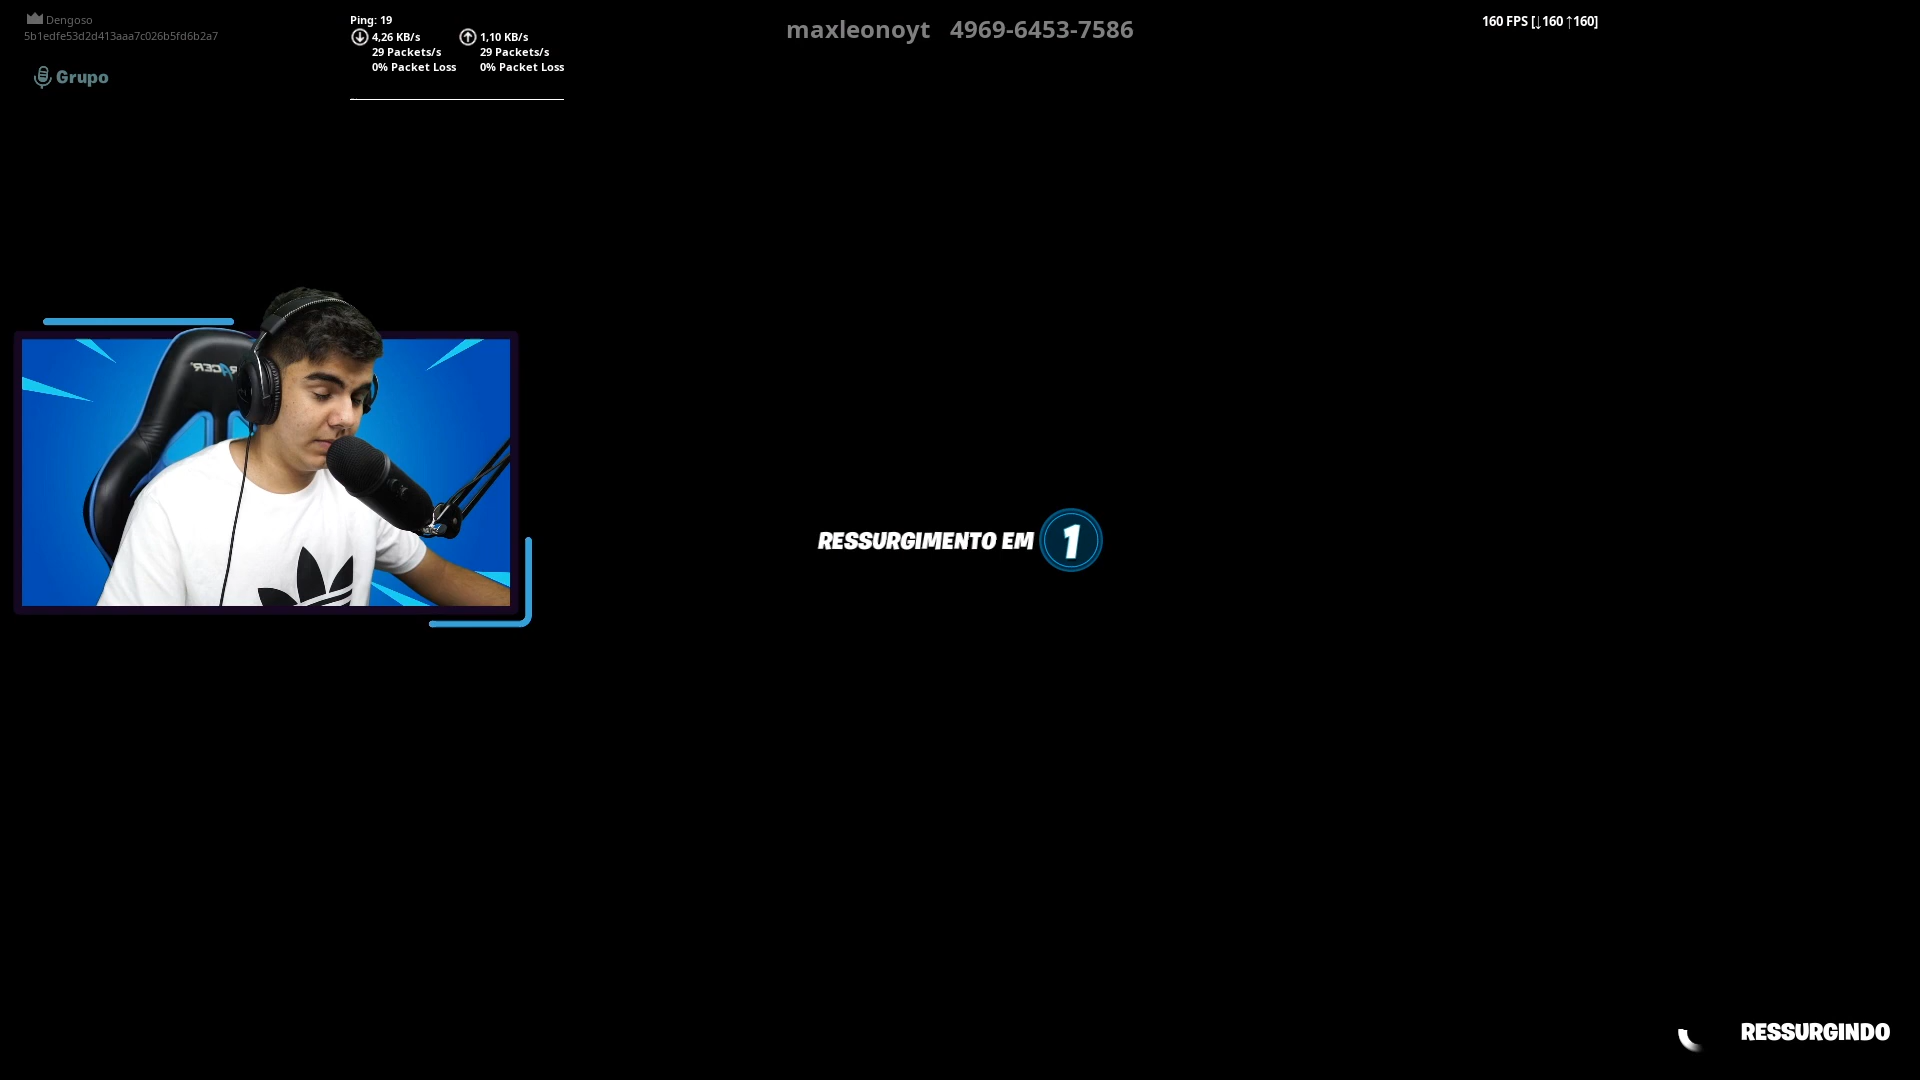 Dengoso
5b1edfe53d2d413aaa7c026b5fd6b2a7
Grupo
Ping: 19
4,26 KB/s 1,10 KB/s
29 Packets/s 29 Packets/s
0% Packet Loss 0% Packet Loss
maxleonoyt 4969-6453-7586
160 FPS [↓160 ↑160]
RESSURGIMENTO EM 1
RESSURGINDO